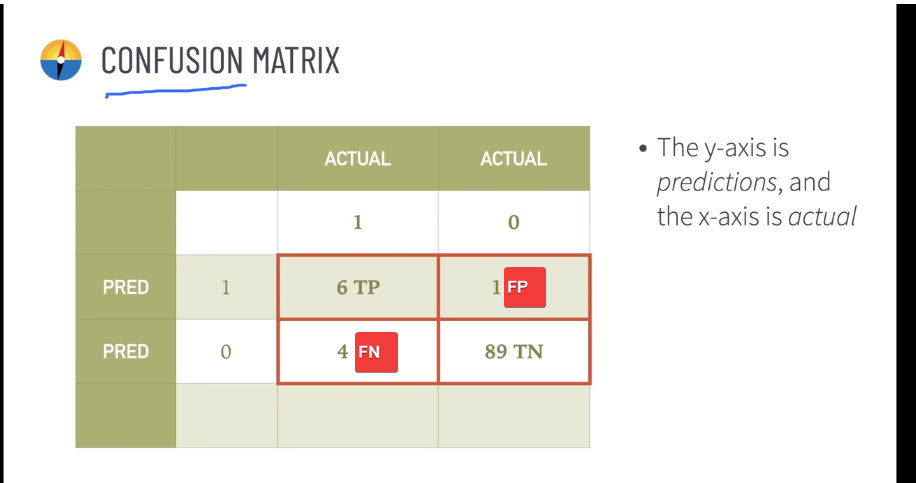 CONFUSION MATRIX
ACTUAL ACTUAL
1 0
PRED 1 6 TP 1 FP
PRED 0 4 FN 89 TN
• The y-axis is
predictions, and
the x-axis is actual